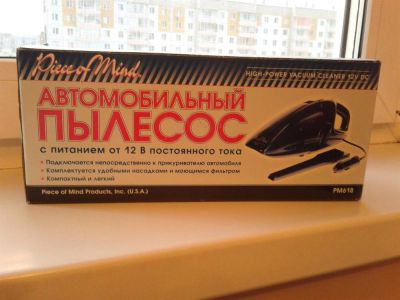 Piece of Mind
HIGH-POWER VACUUM CLEANER 12V DC
АВТОМОБИЛЬНЫЙ
ПЫЛЕСОС
с питанием от 12 В постоянного тока
• Подключается непосредственно к прикуривателю автомобиля
• Комплектуется удобными насадками и моющимся фильтром
• Компактный и легкий
Piece of Mind Products, Inc. (U.S.A.)
PM618